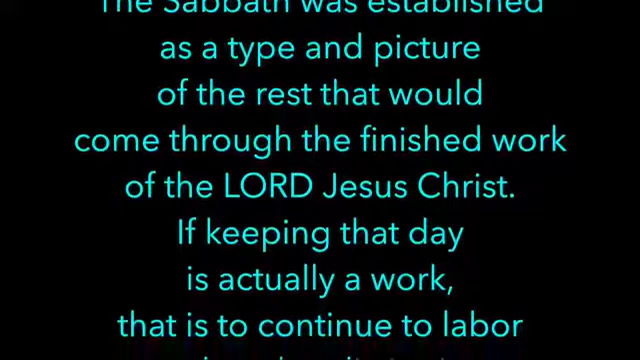 The Sabbath was established
as a type and picture
of the rest that would
come through the finished work
of the LORD Jesus Christ.
If keeping that day
is actually a work,
that is to continue to labor